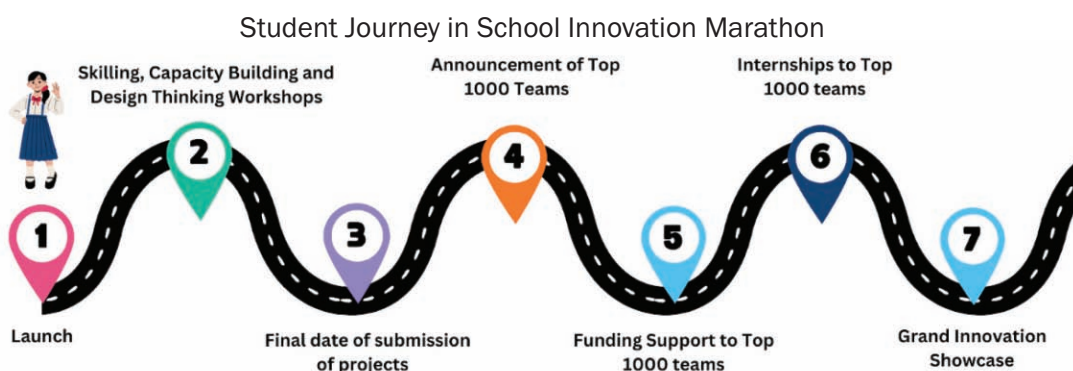 Student Journey in School Innovation Marathon
1
Launch
2
Skilling, Capacity Building and
Design Thinking Workshops
3
Final date of submission
of projects
4
Announcement of Top
1000 Teams
5
Funding Support to Top
1000 teams
6
Internships to Top
1000 teams
7
Grand Innovation
Showcase